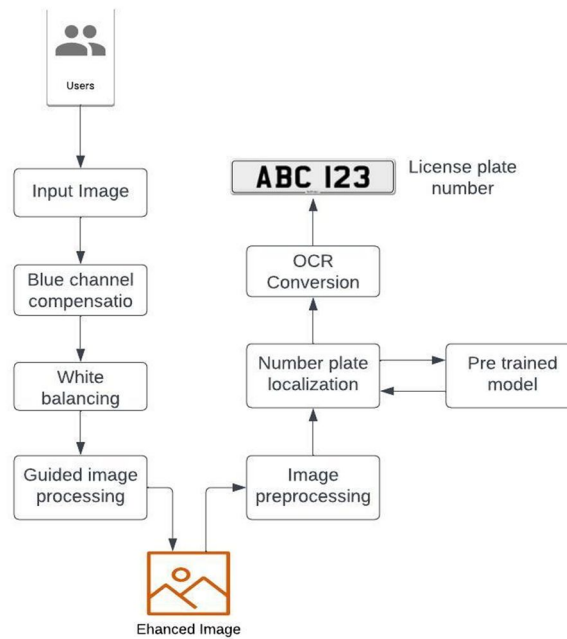 Users
Input Image
Blue channel
compensatio
White
balancing
Guided image
processing
Ehanced Image
Image
preprocessing
Number plate
localization
Pre trained
model
OCR
Conversion
ABC 123
License plate
number